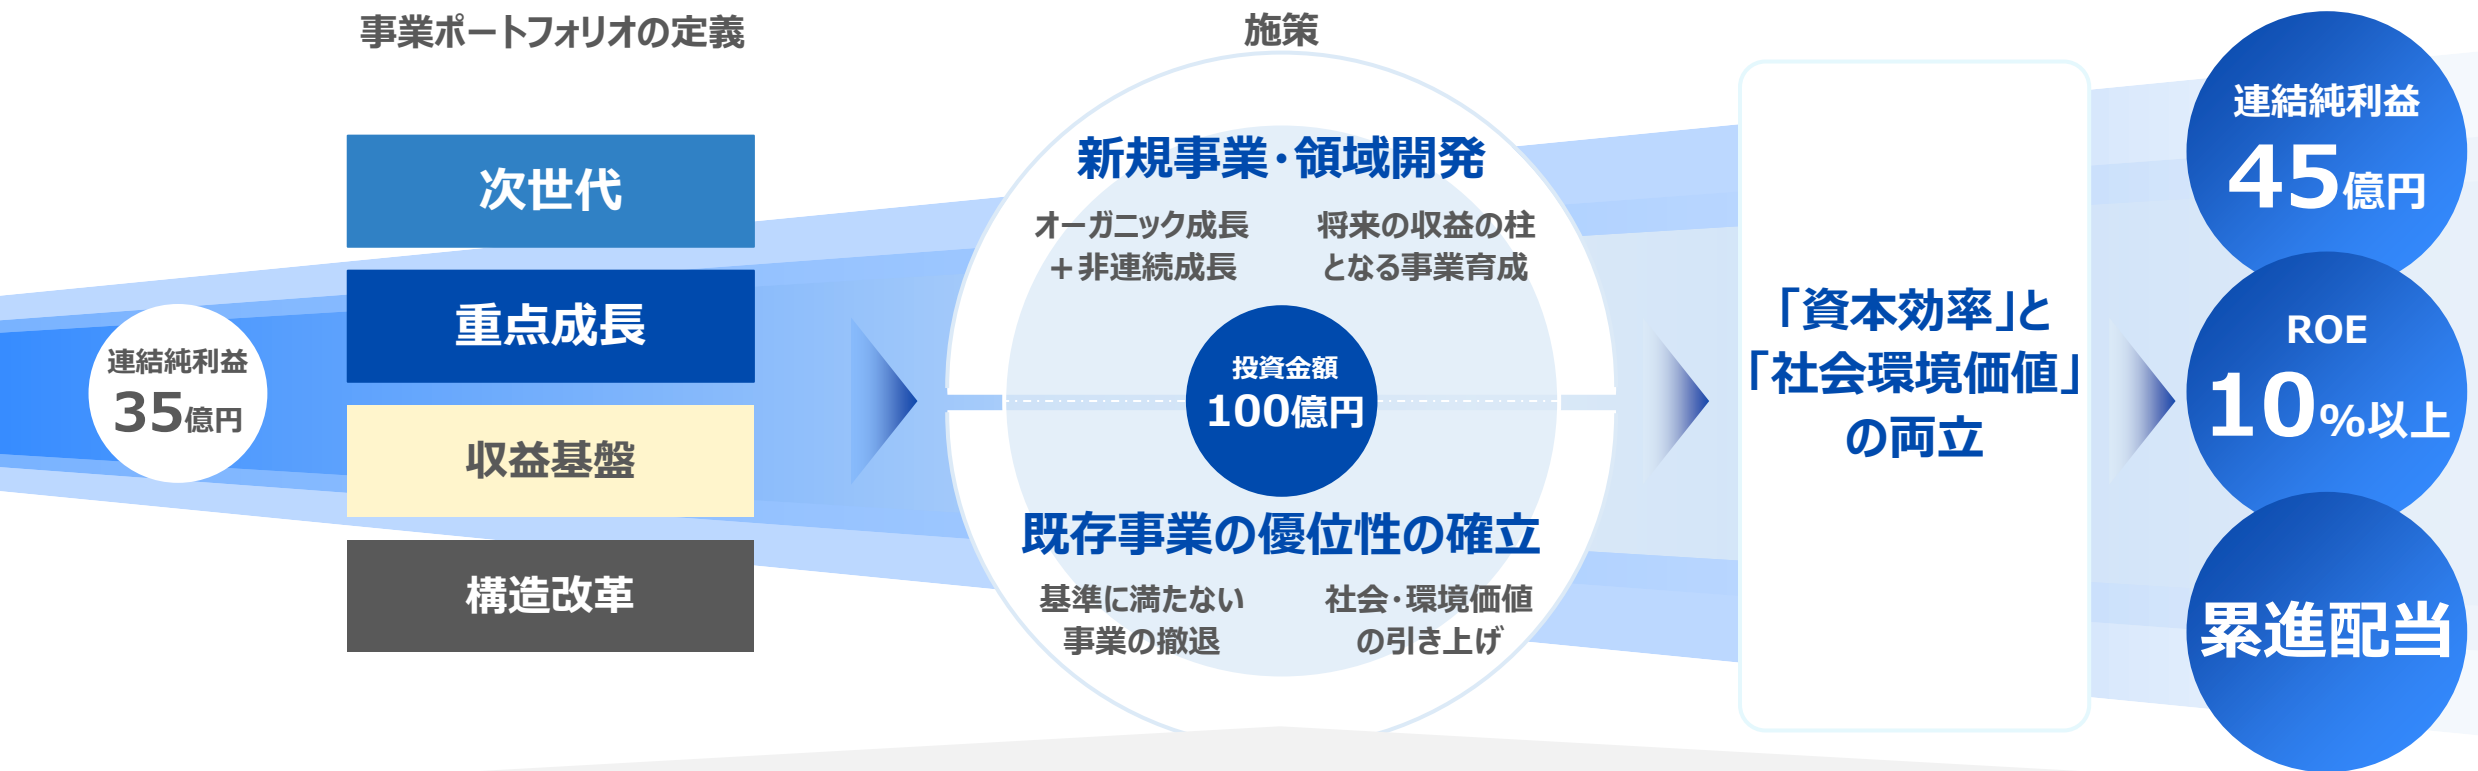 事業ポートフォリオの定義
施策
連結純利益
35億円
次世代
重点成長
収益基盤
構造改革
新規事業・領域開発
オーガニック成長
＋非連続成長
将来の収益の柱
となる事業育成
投資金額
100億円
既存事業の優位性の確立
基準に満たない
事業の撤退
社会・環境価値
の引き上げ
「資本効率」と
「社会環境価値」
の両立
連結純利益
45億円
ROE
10%以上
累進配当